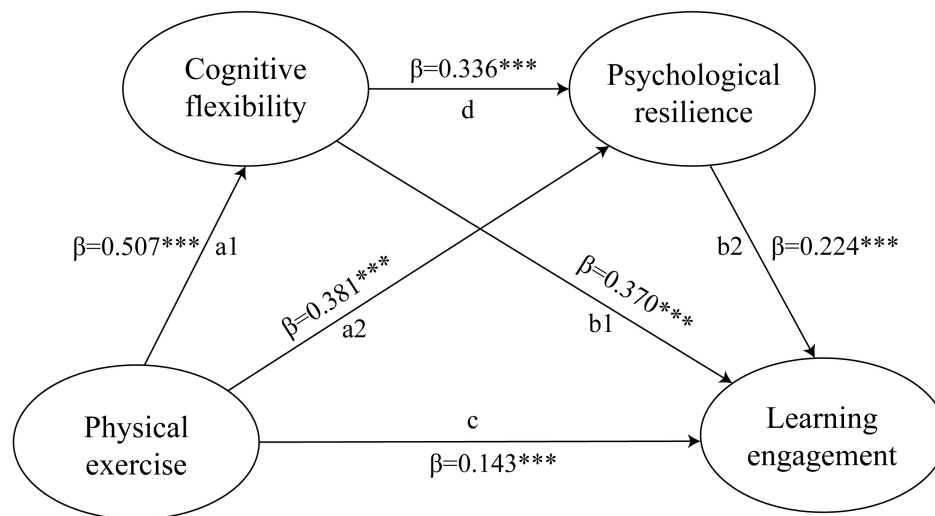 Cognitive
flexibility
β=0.336***
d
Psychological
resilience
β=0.507***
a1
β=0.381***
a2
β=0.370***
b1
b2
β=0.224***
Physical
exercise
c
β=0.143***
Learning
engagement